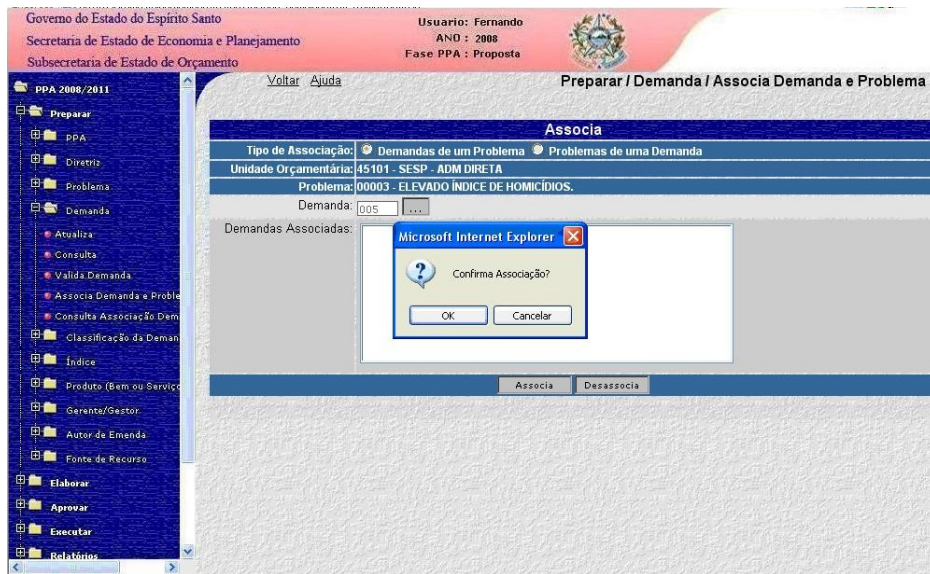 Governo do Estado do Espírito Santo
Secretaria de Estado de Economia e Planejamento
Subsecretaria de Estado de Orçamento
Usuario: Fernando
ANO : 2008
Fase PPA : Proposta
PPA 2008/2011
Preparar
PPA
Diretriz
Problema
Demanda
Atualiza
Consulta
Valida Demanda
Associa Demanda e Proble
Consulta Associação Dem
Classificação da Deman
Índice
Produto (Bem ou Serviço
Gerente/Gestor
Autor de Emenda
Fonte de Recurso
Elaborar
Aprovar
Executar
Relatórios
Voltar Ajuda
Preparar / Demanda / Associa Demanda e Problema
Associa
Tipo de Associação: Demandas de um Problema Problemas de uma Demanda
Unidade Orçamentária: 45101 - SESP - ADM DIRETA
Problema: 00003 - ELEVADO ÍNDICE DE HOMICÍDIOS.
Demanda: 005 ...
Demandas Associadas:
Microsoft Internet Explorer
Confirma Associação?
OK Cancelar
Associa Desassocia